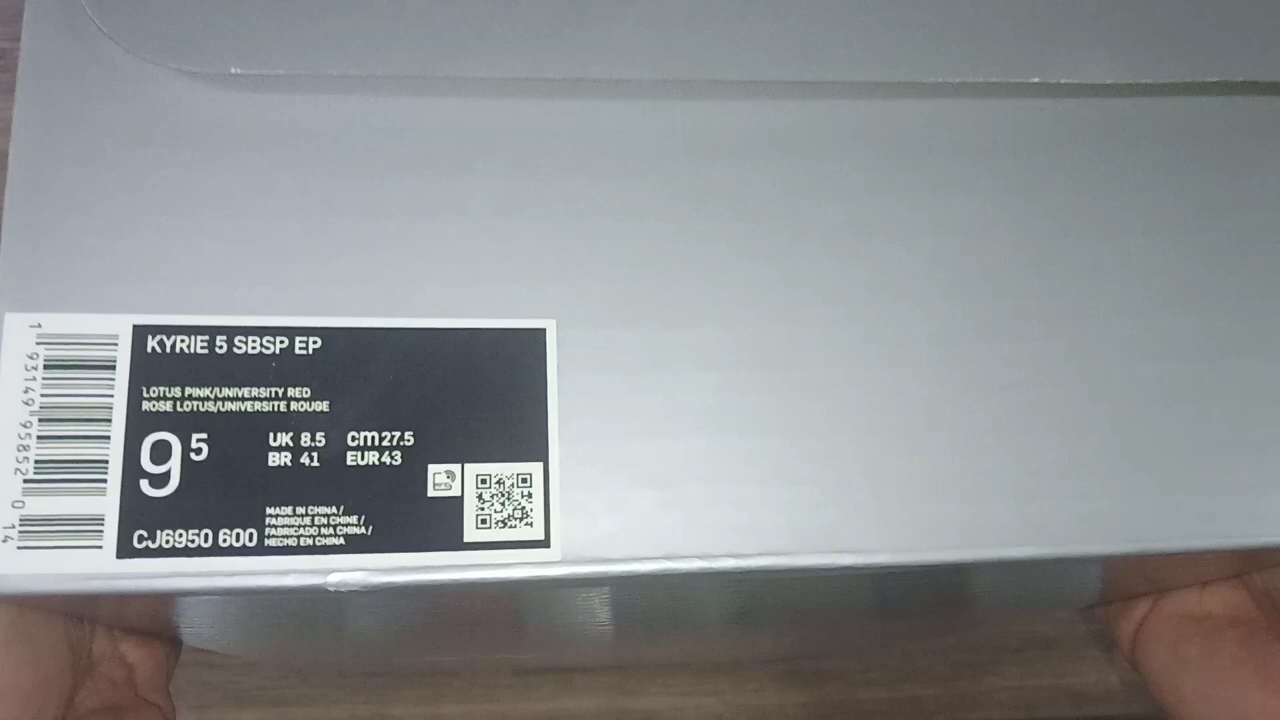 KYRIE 5 SBSP EP
LOTUS PINK/UNIVERSITY RED
ROSE LOTUS/UNIVERSITE ROUGE
9 5
UK 8.5 cm 27.5
BR 41 EUR 43
CJ6950 600
MADE IN CHINA /
FABRIQUE EN CHINE /
FABRICADO NA CHINA /
HECHO EN CHINA
1 93149 95852 0 14